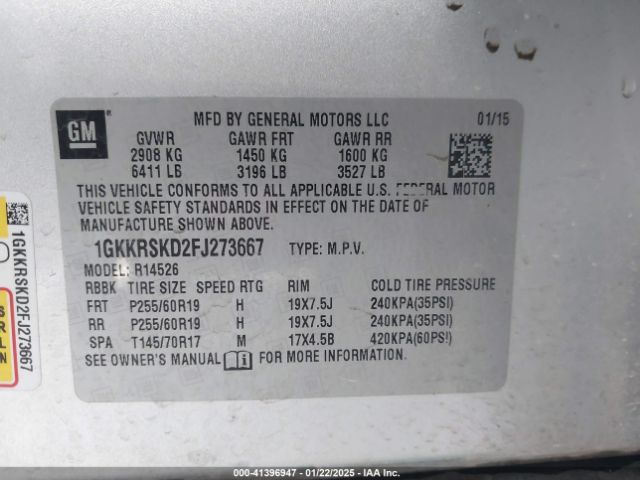 GM
MFD BY GENERAL MOTORS LLC 01/15
GVWR GAWR FRT GAWR RR
2908 KG 1450 KG 1600 KG
6411 LB 3196 LB 3527 LB
THIS VEHICLE CONFORMS TO ALL APPLICABLE U.S. FEDERAL MOTOR
VEHICLE SAFETY STANDARDS IN EFFECT ON THE DATE OF
MANUFACTURE SHOWN ABOVE.
1GKKRSKD2FJ273667 TYPE: M.P.V.
MODEL: R14526
RBBK TIRE SIZE SPEED RTG RIM COLD TIRE PRESSURE
FRT P255/60R19 H 19X7.5J 240KPA(35PSI)
RR P255/60R19 H 19X7.5J 240KPA(35PSI)
SPA T145/70R17 M 17X4.5B 420KPA(60PSI)
SEE OWNER'S MANUAL FOR MORE INFORMATION.
1GKKRSKD2FJ273667
SRLN
000-41396947 - 01/22/2025 - IAA Inc.